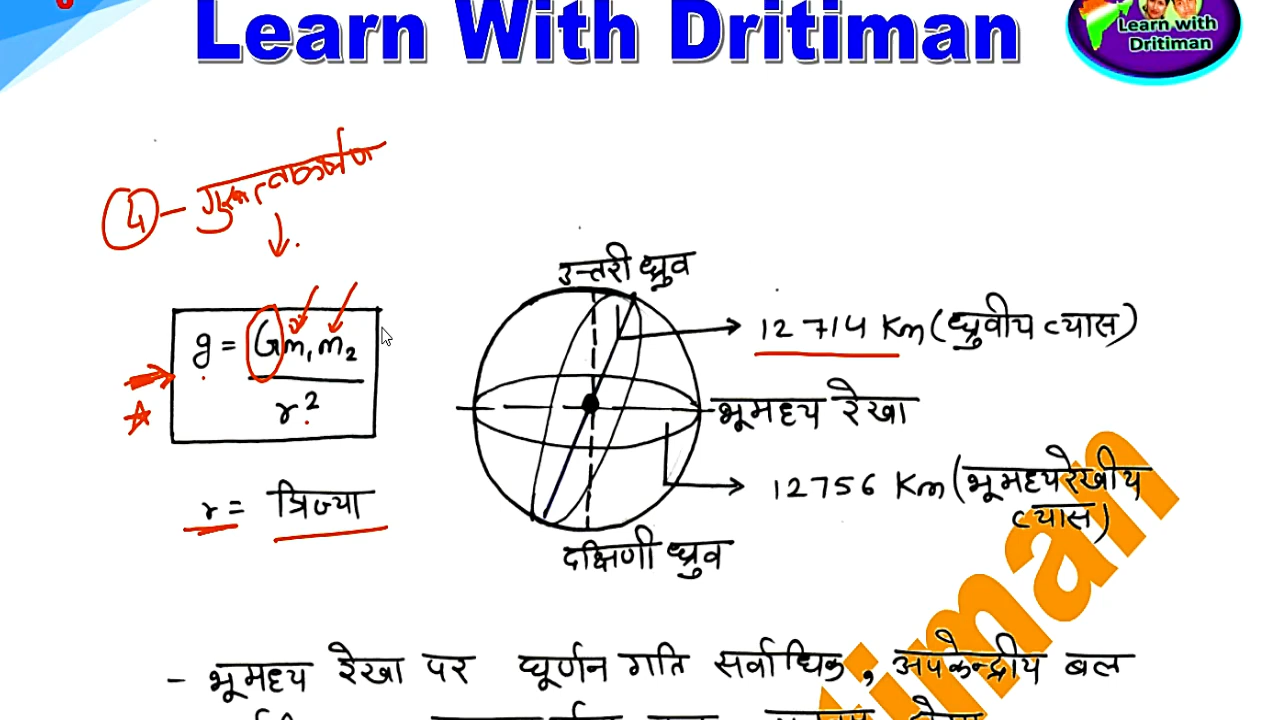 Learn With Dritiman
Learn with
Dritiman
4 - गुरुत्वाकर्षण
उत्तरी ध्रुव
g = Gm₁m₂
r²
12714 Km (ध्रुवीय व्यास)
भूमध्य रेखा
r = त्रिज्या
12756 Km (भूमध्यरेखीय
व्यास)
दक्षिणी ध्रुव
- भूमध्य रेखा पर घूर्णन गति सर्वाधिक, अपकेन्द्रीय बल